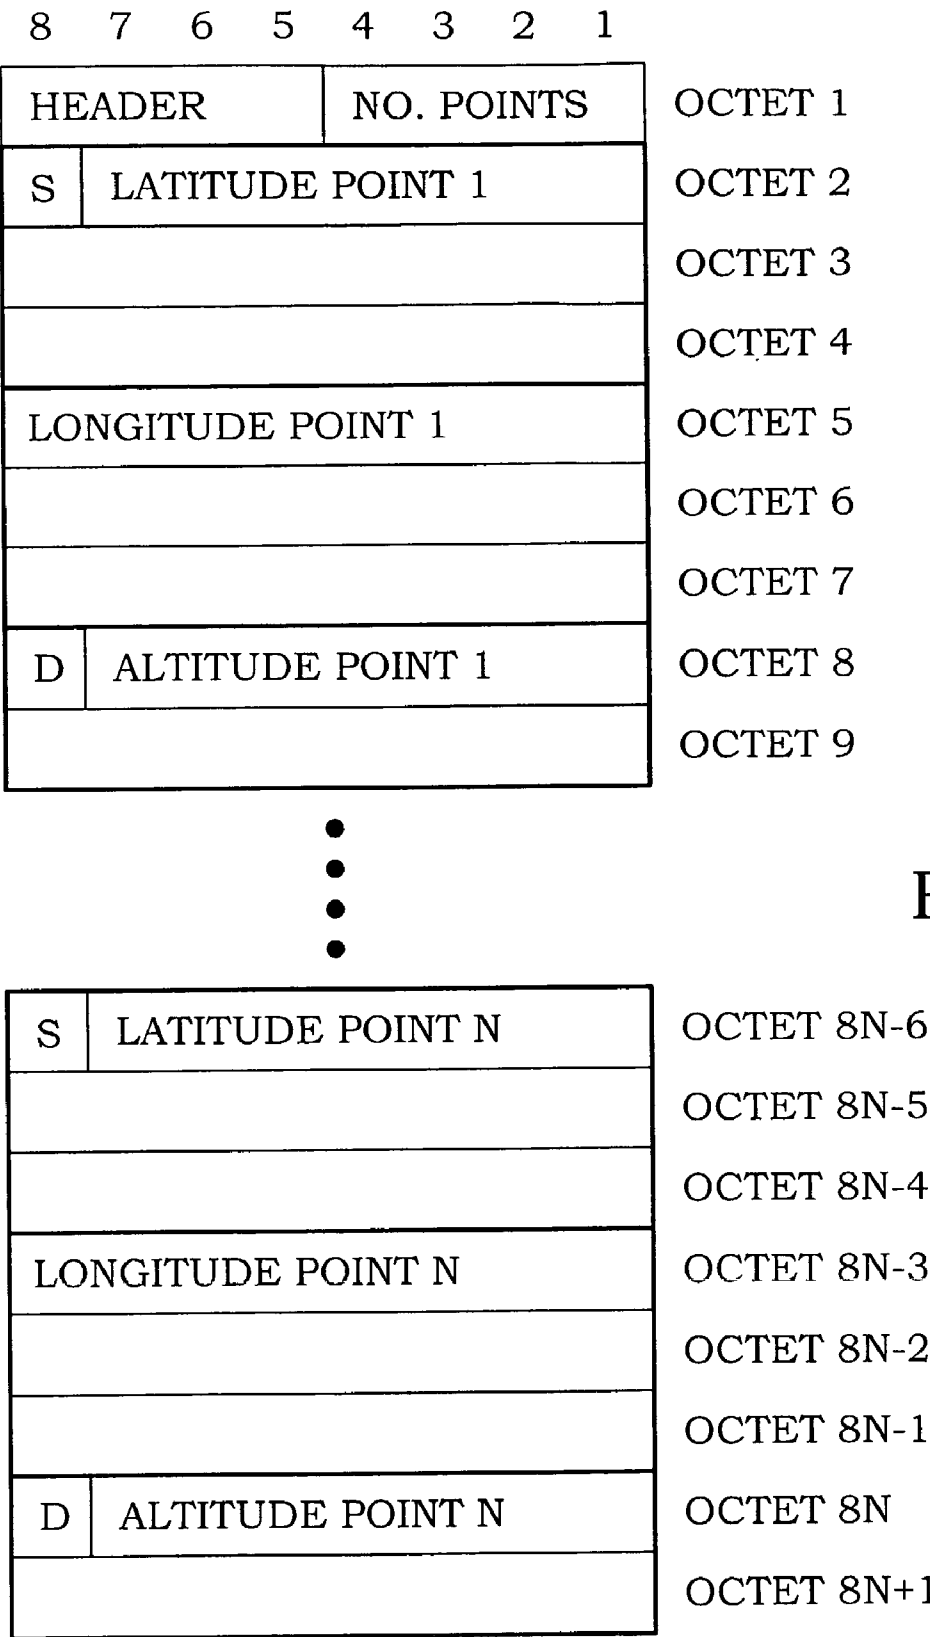 8 7 6 5 4 3 2 1
HEADER NO. POINTS OCTET 1
S LATITUDE POINT 1 OCTET 2
OCTET 3
OCTET 4
LONGITUDE POINT 1 OCTET 5
OCTET 6
OCTET 7
D ALTITUDE POINT 1 OCTET 8
OCTET 9
S LATITUDE POINT N OCTET 8N-6
OCTET 8N-5
OCTET 8N-4
LONGITUDE POINT N OCTET 8N-3
OCTET 8N-2
OCTET 8N-1
D ALTITUDE POINT N OCTET 8N
OCTET 8N+1